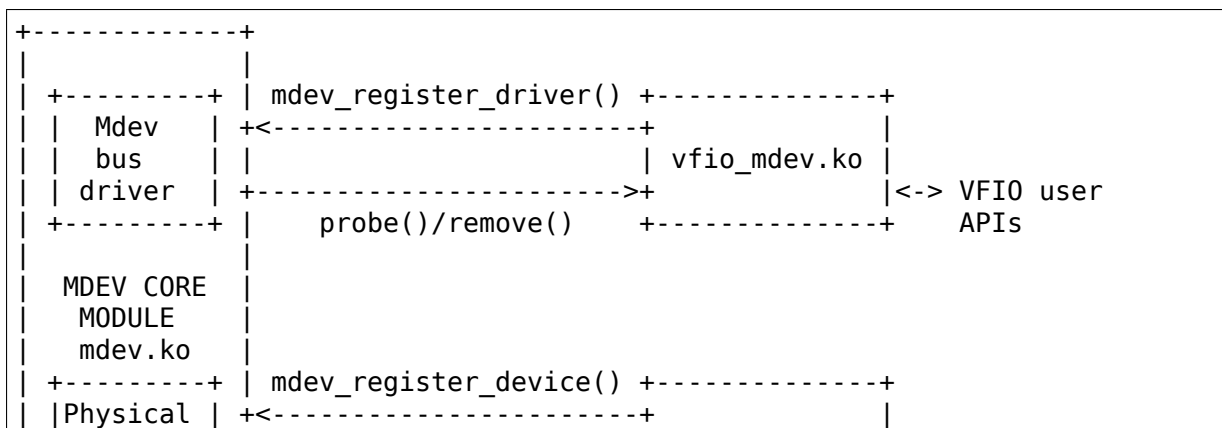 +-------------+
|             |
| +---------+ | mdev_register_driver() +--------------+
| |  Mdev   | +<-----------------------+              |
| |  bus    | |                        | vfio_mdev.ko |
| | driver  | +----------------------->+              |<-> VFIO user
| +---------+ |    probe()/remove()    +--------------+    APIs
|             |
|  MDEV CORE  |
|   MODULE    |
|   mdev.ko   |
| +---------+ | mdev_register_device() +--------------+
| |Physical | +<-----------------------+              |